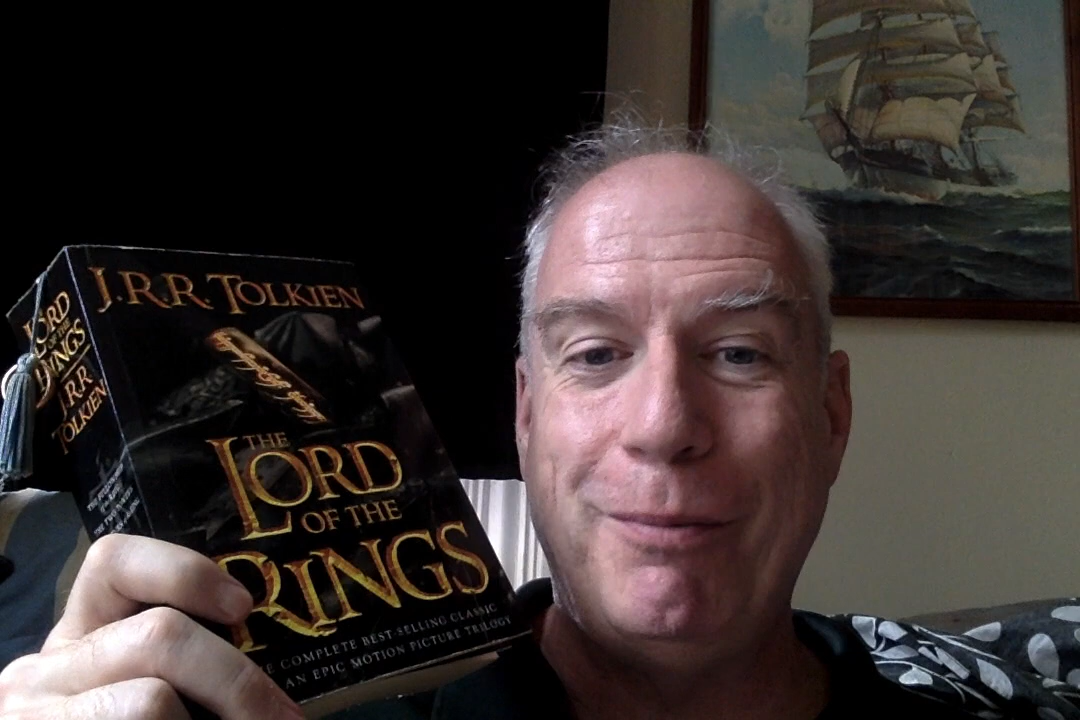 J.R.R. TOLKIEN
THE
LORD
OF THE
RINGS
COMPLETE BEST-SELLING CLASSIC
AN EPIC MOTION PICTURE TRILOGY
LORD
OF THE
RINGS
J.R.R.
TOLKIEN